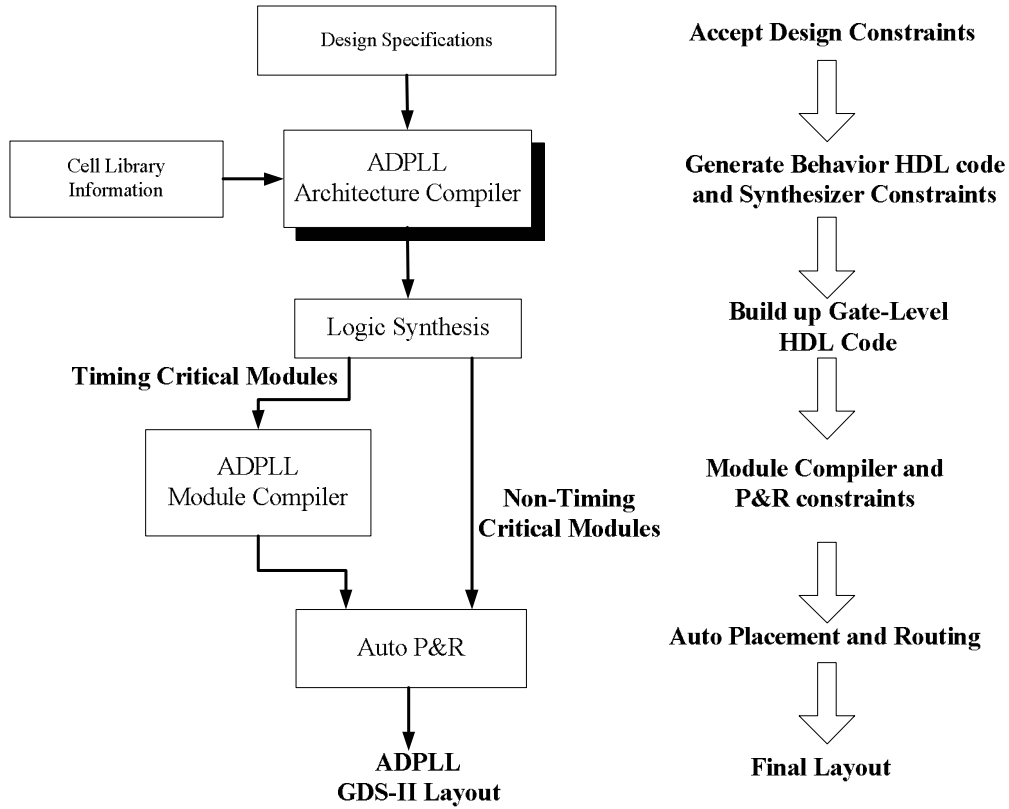 Design Specifications
Cell Library
Information
ADPLL
Architecture Compiler
Logic Synthesis
Timing Critical Modules
ADPLL
Module Compiler
Non-Timing
Critical Modules
Auto P&R
ADPLL
GDS-II Layout
Accept Design Constraints
Generate Behavior HDL code
and Synthesizer Constraints
Build up Gate-Level
HDL Code
Module Compiler and
P&R constraints
Auto Placement and Routing
Final Layout